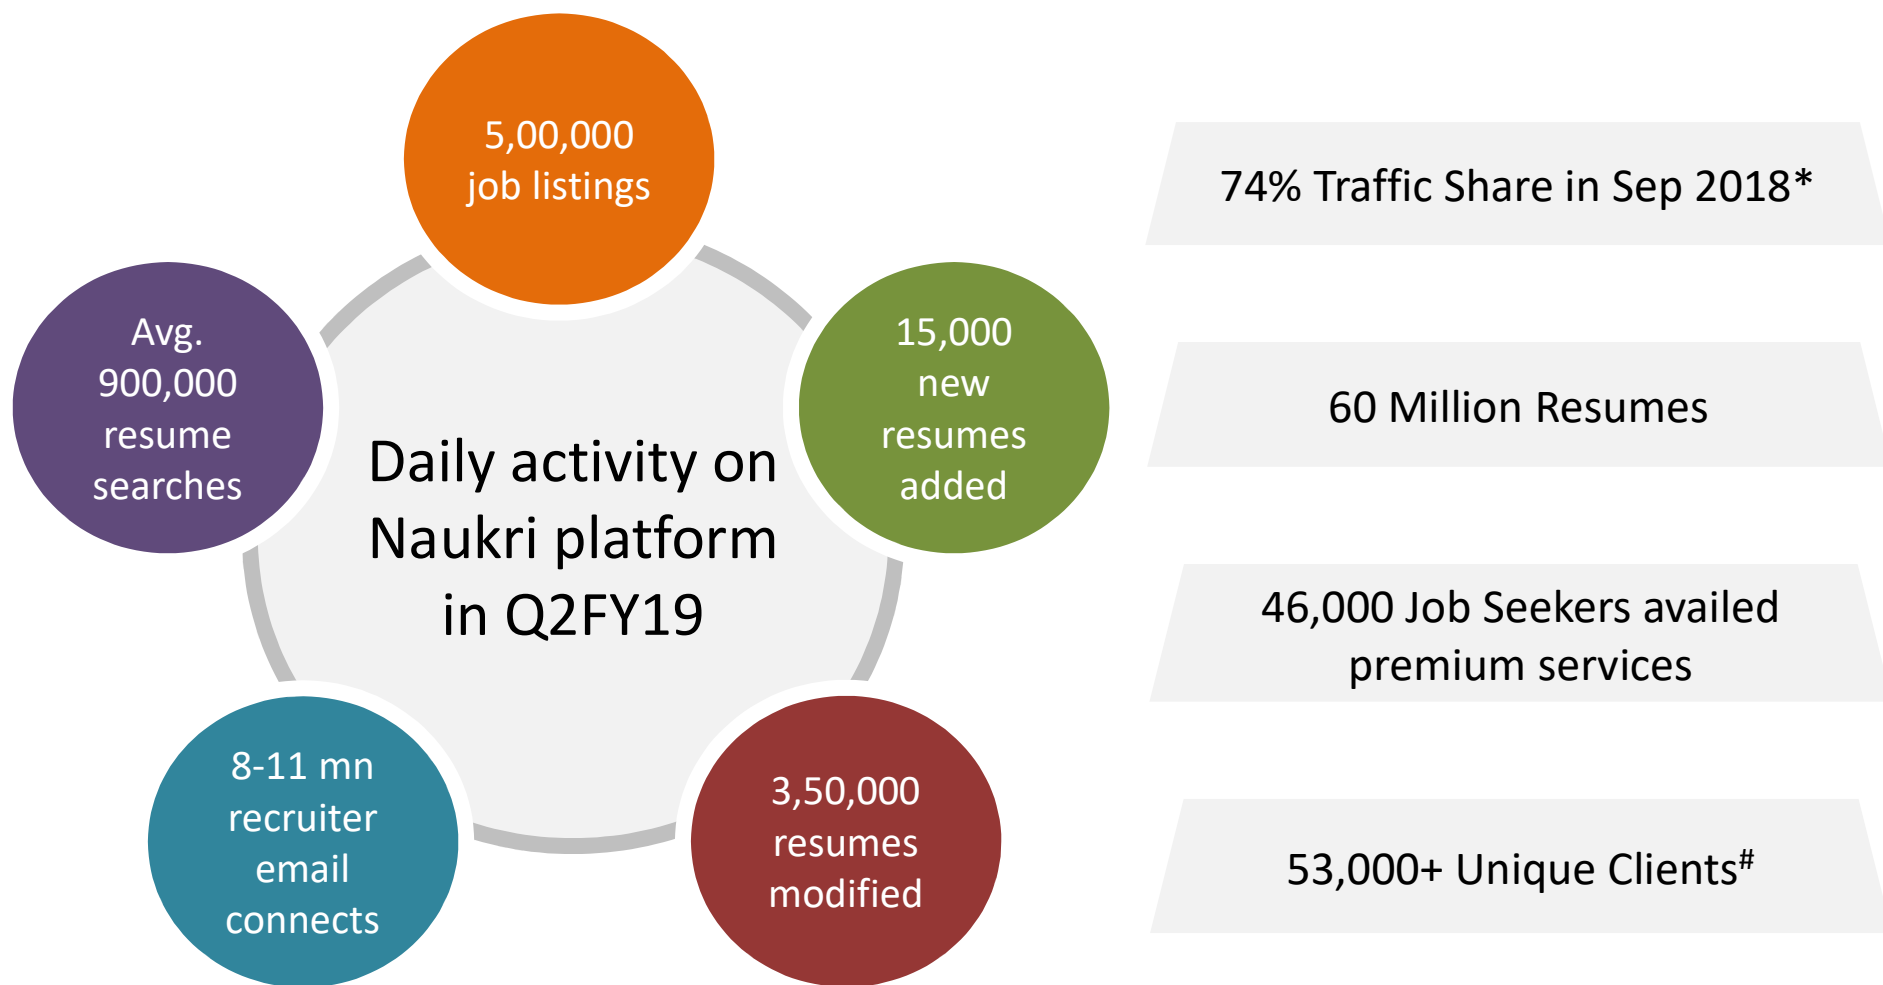 5,00,000
job listings
Avg.
900,000
resume
searches
15,000
new
resumes
added
Daily activity on
Naukri platform
in Q2FY19
8-11 mn
recruiter
email
connects
3,50,000
resumes
modified
74% Traffic Share in Sep 2018*
60 Million Resumes
46,000 Job Seekers availed
premium services
53,000+ Unique Clients#